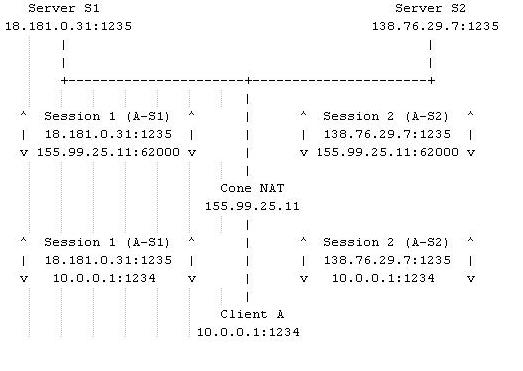 Server S1 Server S2
18.181.0.31:1235 138.76.29.7:1235
| |
| |
+----------------------+----------------------+
|
^ Session 1 (A-S1) ^ | ^ Session 2 (A-S2) ^
| 18.181.0.31:1235 | | | 138.76.29.7:1235 |
v 155.99.25.11:62000 v | v 155.99.25.11:62000 v
|
Cone NAT
155.99.25.11
|
^ Session 1 (A-S1) ^ | ^ Session 2 (A-S2) ^
| 18.181.0.31:1235 | | | 138.76.29.7:1235 |
v 10.0.0.1:1234 v | v 10.0.0.1:1234 v
|
Client A
10.0.0.1:1234